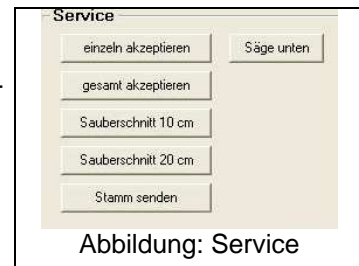 Service
einzeln akzeptieren Säge unten
gesamt akzeptieren
Sauberschnitt 10 cm
Sauberschnitt 20 cm
Stamm senden
Abbildung: Service